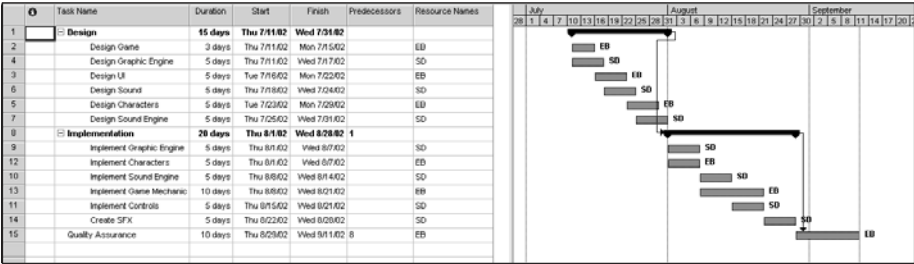 Task Name Duration Start Finish Predecessors Resource Names July August September
28 1 4 7 10 13 16 19 22 25 28 31 3 6 9 12 15 18 21 24 27 30 2 5 8 11 14 17 20
1 Design 15 days Thu 7/11/02 Wed 7/31/02
2 Design Game 3 days Thu 7/11/02 Mon 7/15/02 EB EB
4 Design Graphic Engine 5 days Thu 7/11/02 Wed 7/17/02 SD SD
3 Design UI 5 days Tue 7/16/02 Mon 7/22/02 EB EB
6 Design Sound 5 days Thu 7/18/02 Wed 7/24/02 SD SD
5 Design Characters 5 days Tue 7/23/02 Mon 7/29/02 EB EB
7 Design Sound Engine 5 days Thu 7/25/02 Wed 7/31/02 SD SD
8 Implementation 20 days Thu 8/1/02 Wed 8/28/02 1
9 Implement Graphic Engine 5 days Thu 8/1/02 Wed 8/7/02 SD SD
12 Implement Characters 5 days Thu 8/1/02 Wed 8/7/02 EB EB
10 Implement Sound Engine 5 days Thu 8/8/02 Wed 8/14/02 SD SD
13 Implement Game Mechanic 10 days Thu 8/8/02 Wed 8/21/02 EB EB
11 Implement Controls 5 days Thu 8/15/02 Wed 8/21/02 SD SD
14 Create SFX 5 days Thu 8/22/02 Wed 8/28/02 SD SD
15 Quality Assurance 10 days Thu 8/29/02 Wed 9/11/02 8 EB EB